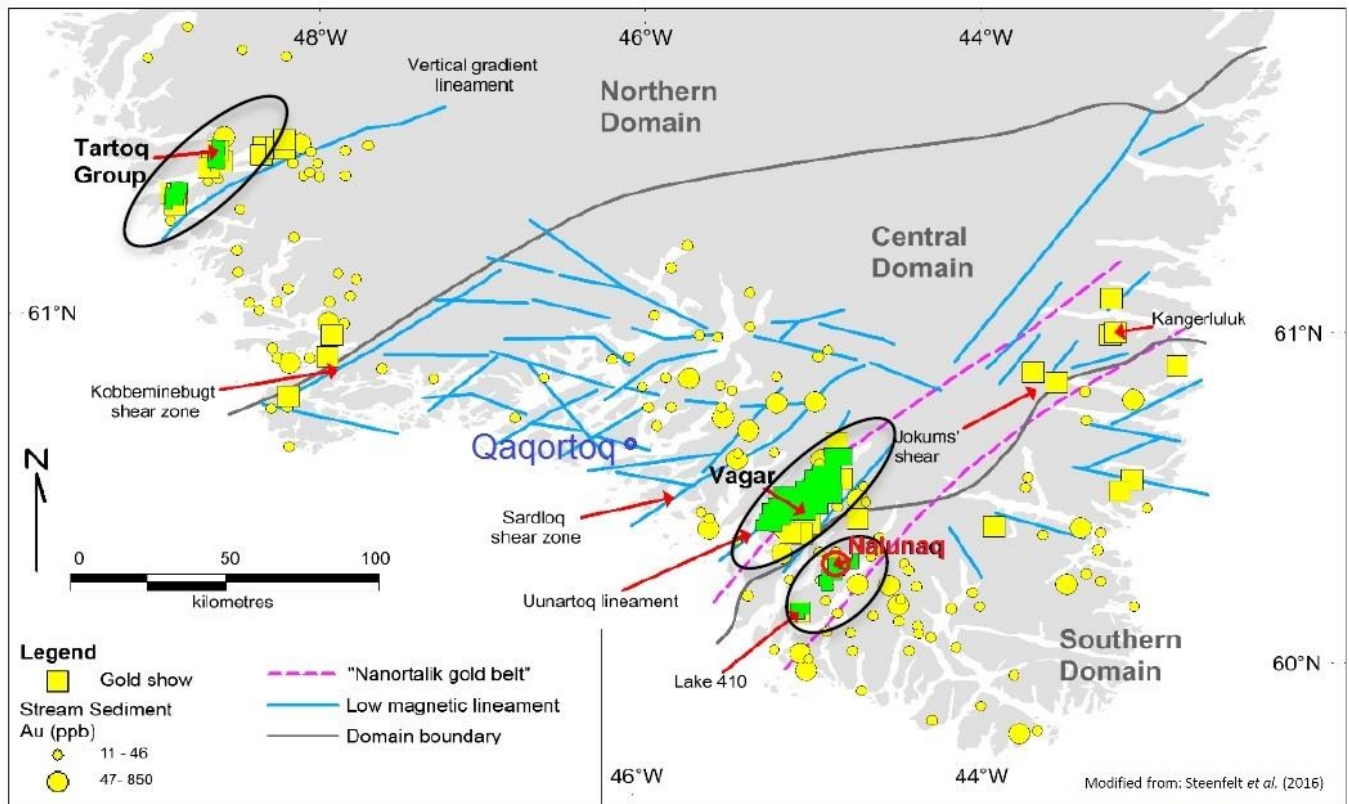 48°W
46°W
44°W
Vertical gradient
lineament
Northern
Domain
Tartoq
Group
Central
Domain
61°N
61°N
Kangerluluk
Kobbeminebugt
shear zone
Jokums'
shear
Qaqortoq
Vagar
N
Sardloq
shear zone
Nalunaq
0 50 100
kilometres
Uunartoq lineament
Southern
Domain
60°N
Lake 410
Legend
Gold show
Stream Sediment
Au (ppb)
11 - 46
47- 850
"Nanortalik gold belt"
Low magnetic lineament
Domain boundary
46°W
44°W
Modified from: Steenfelt et al. (2016)